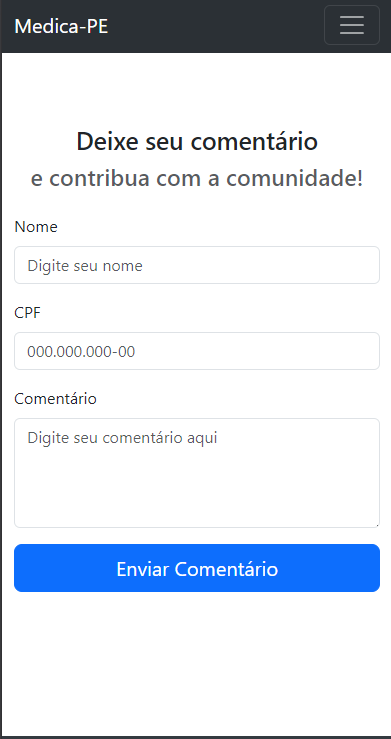 Medica-PE
Deixe seu comentário
e contribua com a comunidade!
Nome
Digite seu nome
CPF
000.000.000-00
Comentário
Digite seu comentário aqui
Enviar Comentário